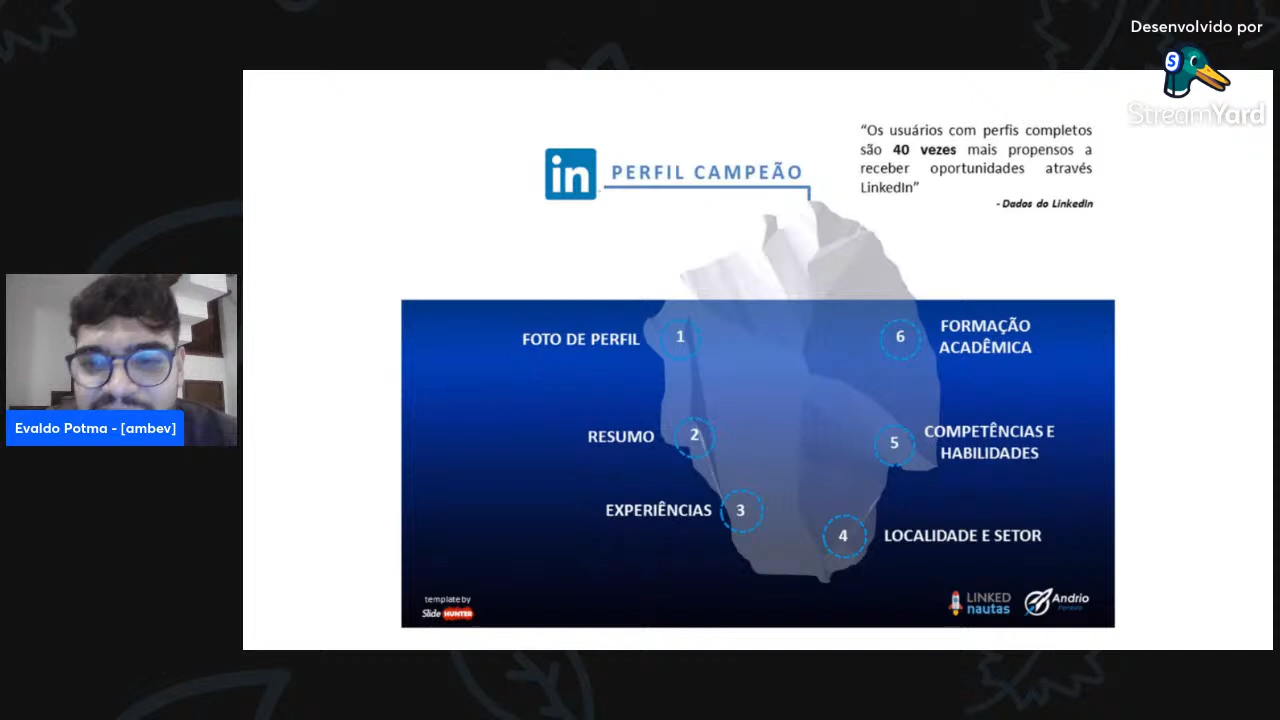 Desenvolvido por
StreamYard
in
PERFIL CAMPEÃO
“Os usuários com perfis completos
são 40 vezes mais propensos a
receber oportunidades através
LinkedIn”
- Dados do LinkedIn
FOTO DE PERFIL
1
RESUMO
2
EXPERIÊNCIAS
3
4
LOCALIDADE E SETOR
5
COMPETÊNCIAS E
HABILIDADES
6
FORMAÇÃO
ACADÊMICA
template by
Slide HUNTER
LINKED
nautas
Andrio
Evaldo Potma - [ambev]